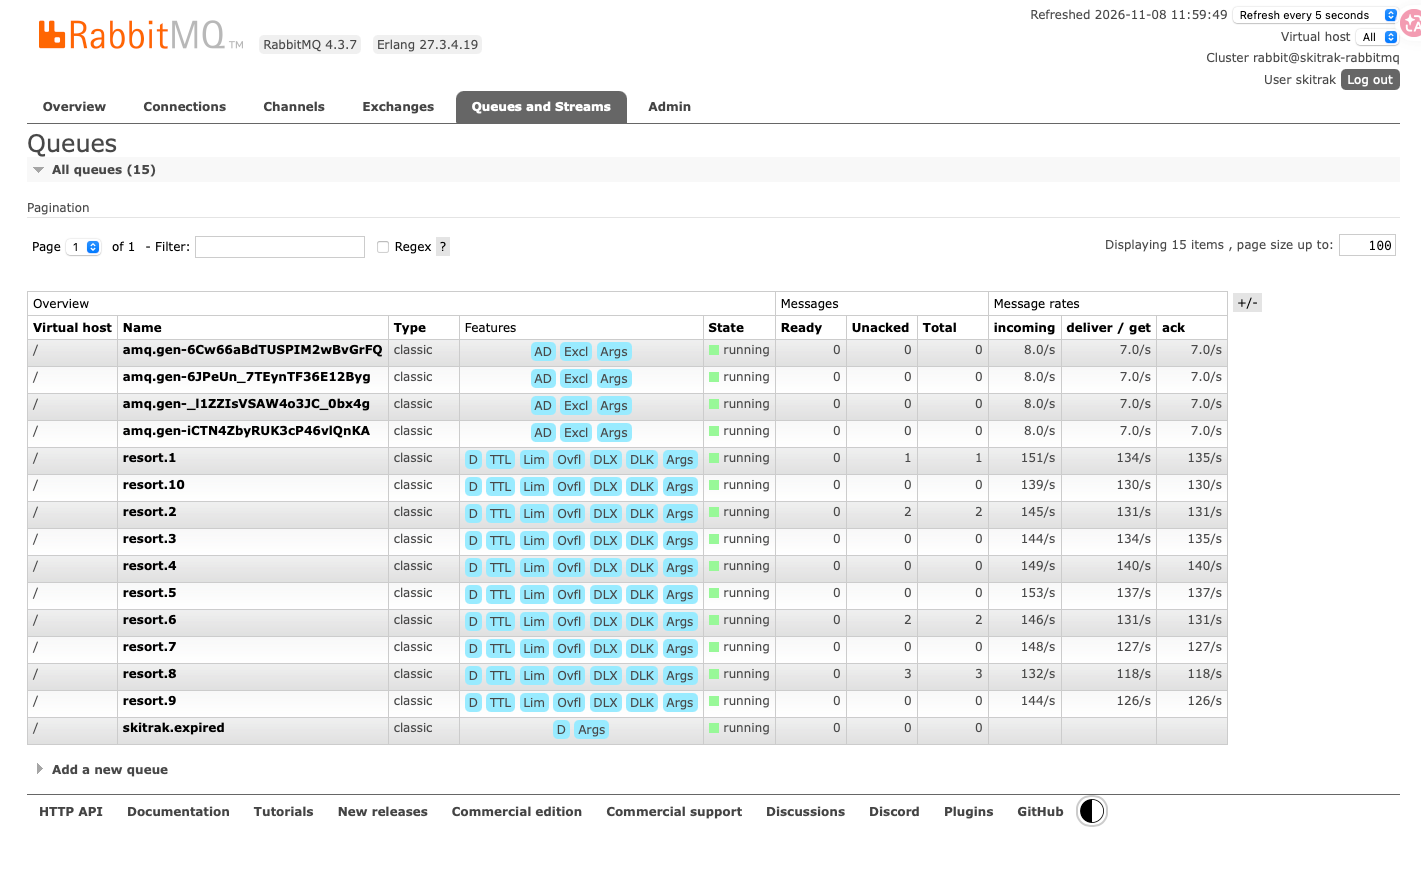 Refreshed 2026-11-08 11:59:49 Refresh every 5 seconds
RabbitMQ TM RabbitMQ 4.3.7 Erlang 27.3.4.19
Virtual host All
Cluster rabbit@skitrak-rabbitmq
User skitrak Log out
Overview Connections Channels Exchanges Queues and Streams Admin
Queues
All queues (15)
Pagination
Page 1 of 1 - Filter: Regex ? Displaying 15 items , page size up to: 100
Overview Messages Message rates +/-
Virtual host Name Type Features State Ready Unacked Total incoming deliver / get ack
/ amq.gen-6Cw66aBdTUSPIM2wBvGrFQ classic AD Excl Args running 0 0 0 8.0/s 7.0/s 7.0/s
/ amq.gen-6JPeUn_7TEynTF36E12Byg classic AD Excl Args running 0 0 0 8.0/s 7.0/s 7.0/s
/ amq.gen-_l1ZZIsVSAW4o3JC_0bx4g classic AD Excl Args running 0 0 0 8.0/s 7.0/s 7.0/s
/ amq.gen-iCTN4ZbyRUK3cP46vlQnKA classic AD Excl Args running 0 0 0 8.0/s 7.0/s 7.0/s
/ resort.1 classic D TTL Lim Ovfl DLX DLK Args running 0 1 1 151/s 134/s 135/s
/ resort.10 classic D TTL Lim Ovfl DLX DLK Args running 0 0 0 139/s 130/s 130/s
/ resort.2 classic D TTL Lim Ovfl DLX DLK Args running 0 2 2 145/s 131/s 131/s
/ resort.3 classic D TTL Lim Ovfl DLX DLK Args running 0 0 0 144/s 134/s 135/s
/ resort.4 classic D TTL Lim Ovfl DLX DLK Args running 0 0 0 149/s 140/s 140/s
/ resort.5 classic D TTL Lim Ovfl DLX DLK Args running 0 0 0 153/s 137/s 137/s
/ resort.6 classic D TTL Lim Ovfl DLX DLK Args running 0 2 2 146/s 131/s 131/s
/ resort.7 classic D TTL Lim Ovfl DLX DLK Args running 0 0 0 148/s 127/s 127/s
/ resort.8 classic D TTL Lim Ovfl DLX DLK Args running 0 3 3 132/s 118/s 118/s
/ resort.9 classic D TTL Lim Ovfl DLX DLK Args running 0 0 0 144/s 126/s 126/s
/ skitrak.expired classic D Args running 0 0 0
Add a new queue
HTTP API Documentation Tutorials New releases Commercial edition Commercial support Discussions Discord Plugins GitHub